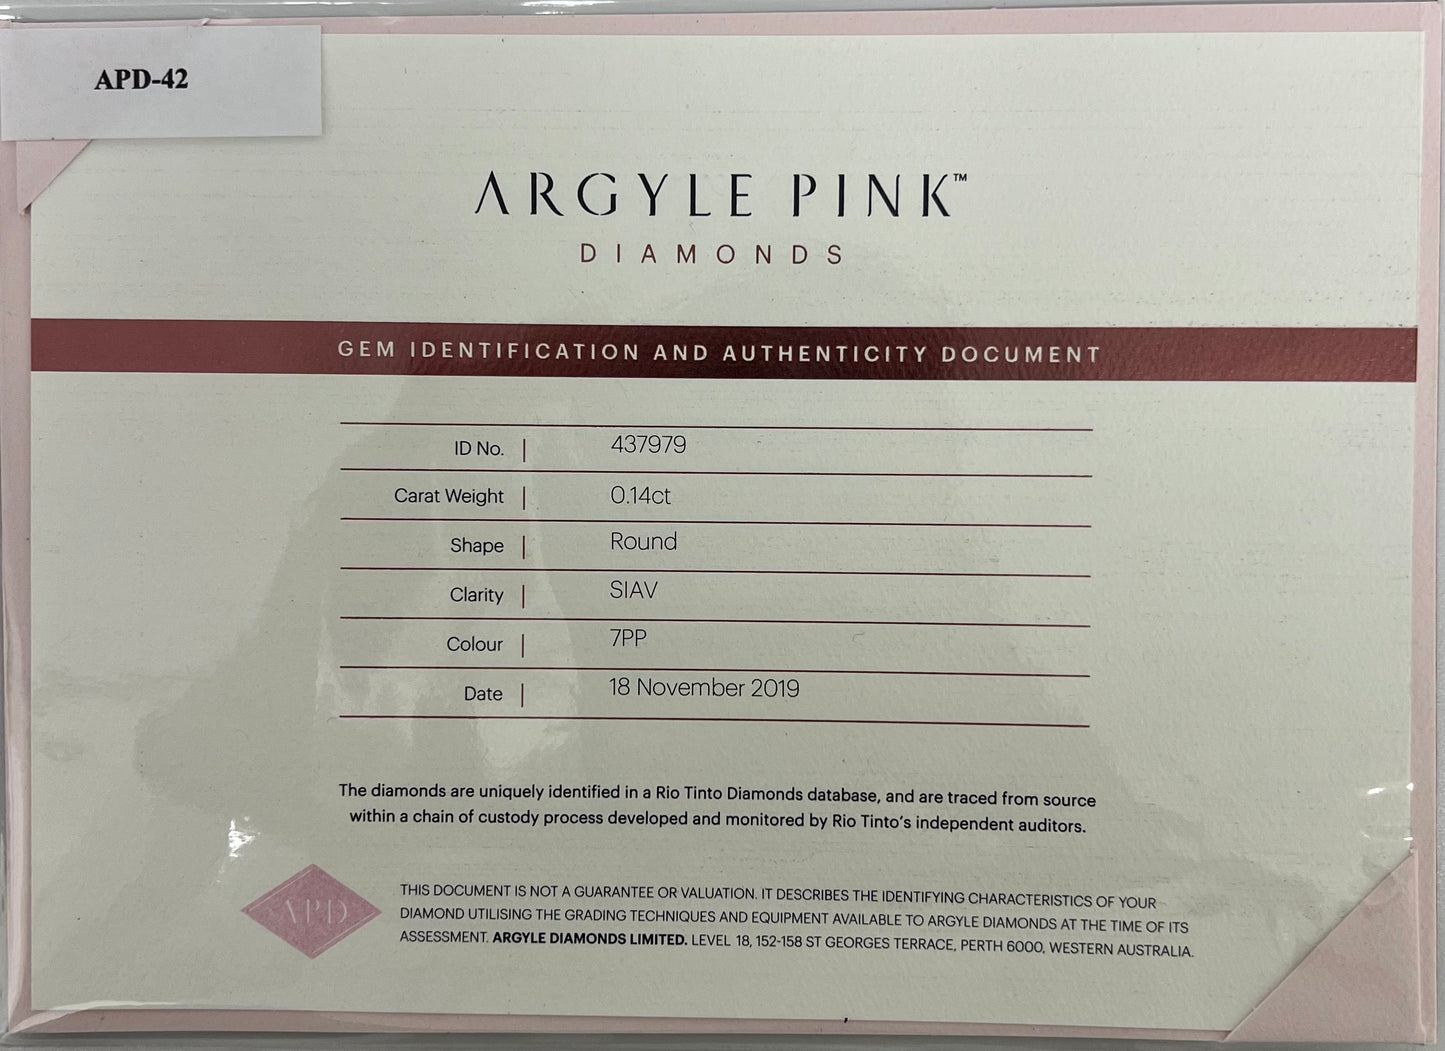 APD-42
ARGYLE PINK™
DIAMONDS
GEM IDENTIFICATION AND AUTHENTICITY DOCUMENT
ID No. | 437979
Carat Weight | 0.14ct
Shape | Round
Clarity | SIAV
Colour | 7PP
Date | 18 November 2019
The diamonds are uniquely identified in a Rio Tinto Diamonds database, and are traced from source
within a chain of custody process developed and monitored by Rio Tinto's independent auditors.
APD
THIS DOCUMENT IS NOT A GUARANTEE OR VALUATION. IT DESCRIBES THE IDENTIFYING CHARACTERISTICS OF YOUR
DIAMOND UTILISING THE GRADING TECHNIQUES AND EQUIPMENT AVAILABLE TO ARGYLE DIAMONDS AT THE TIME OF ITS
ASSESSMENT. ARGYLE DIAMONDS LIMITED. LEVEL 18, 152-158 ST GEORGES TERRACE, PERTH 6000, WESTERN AUSTRALIA.